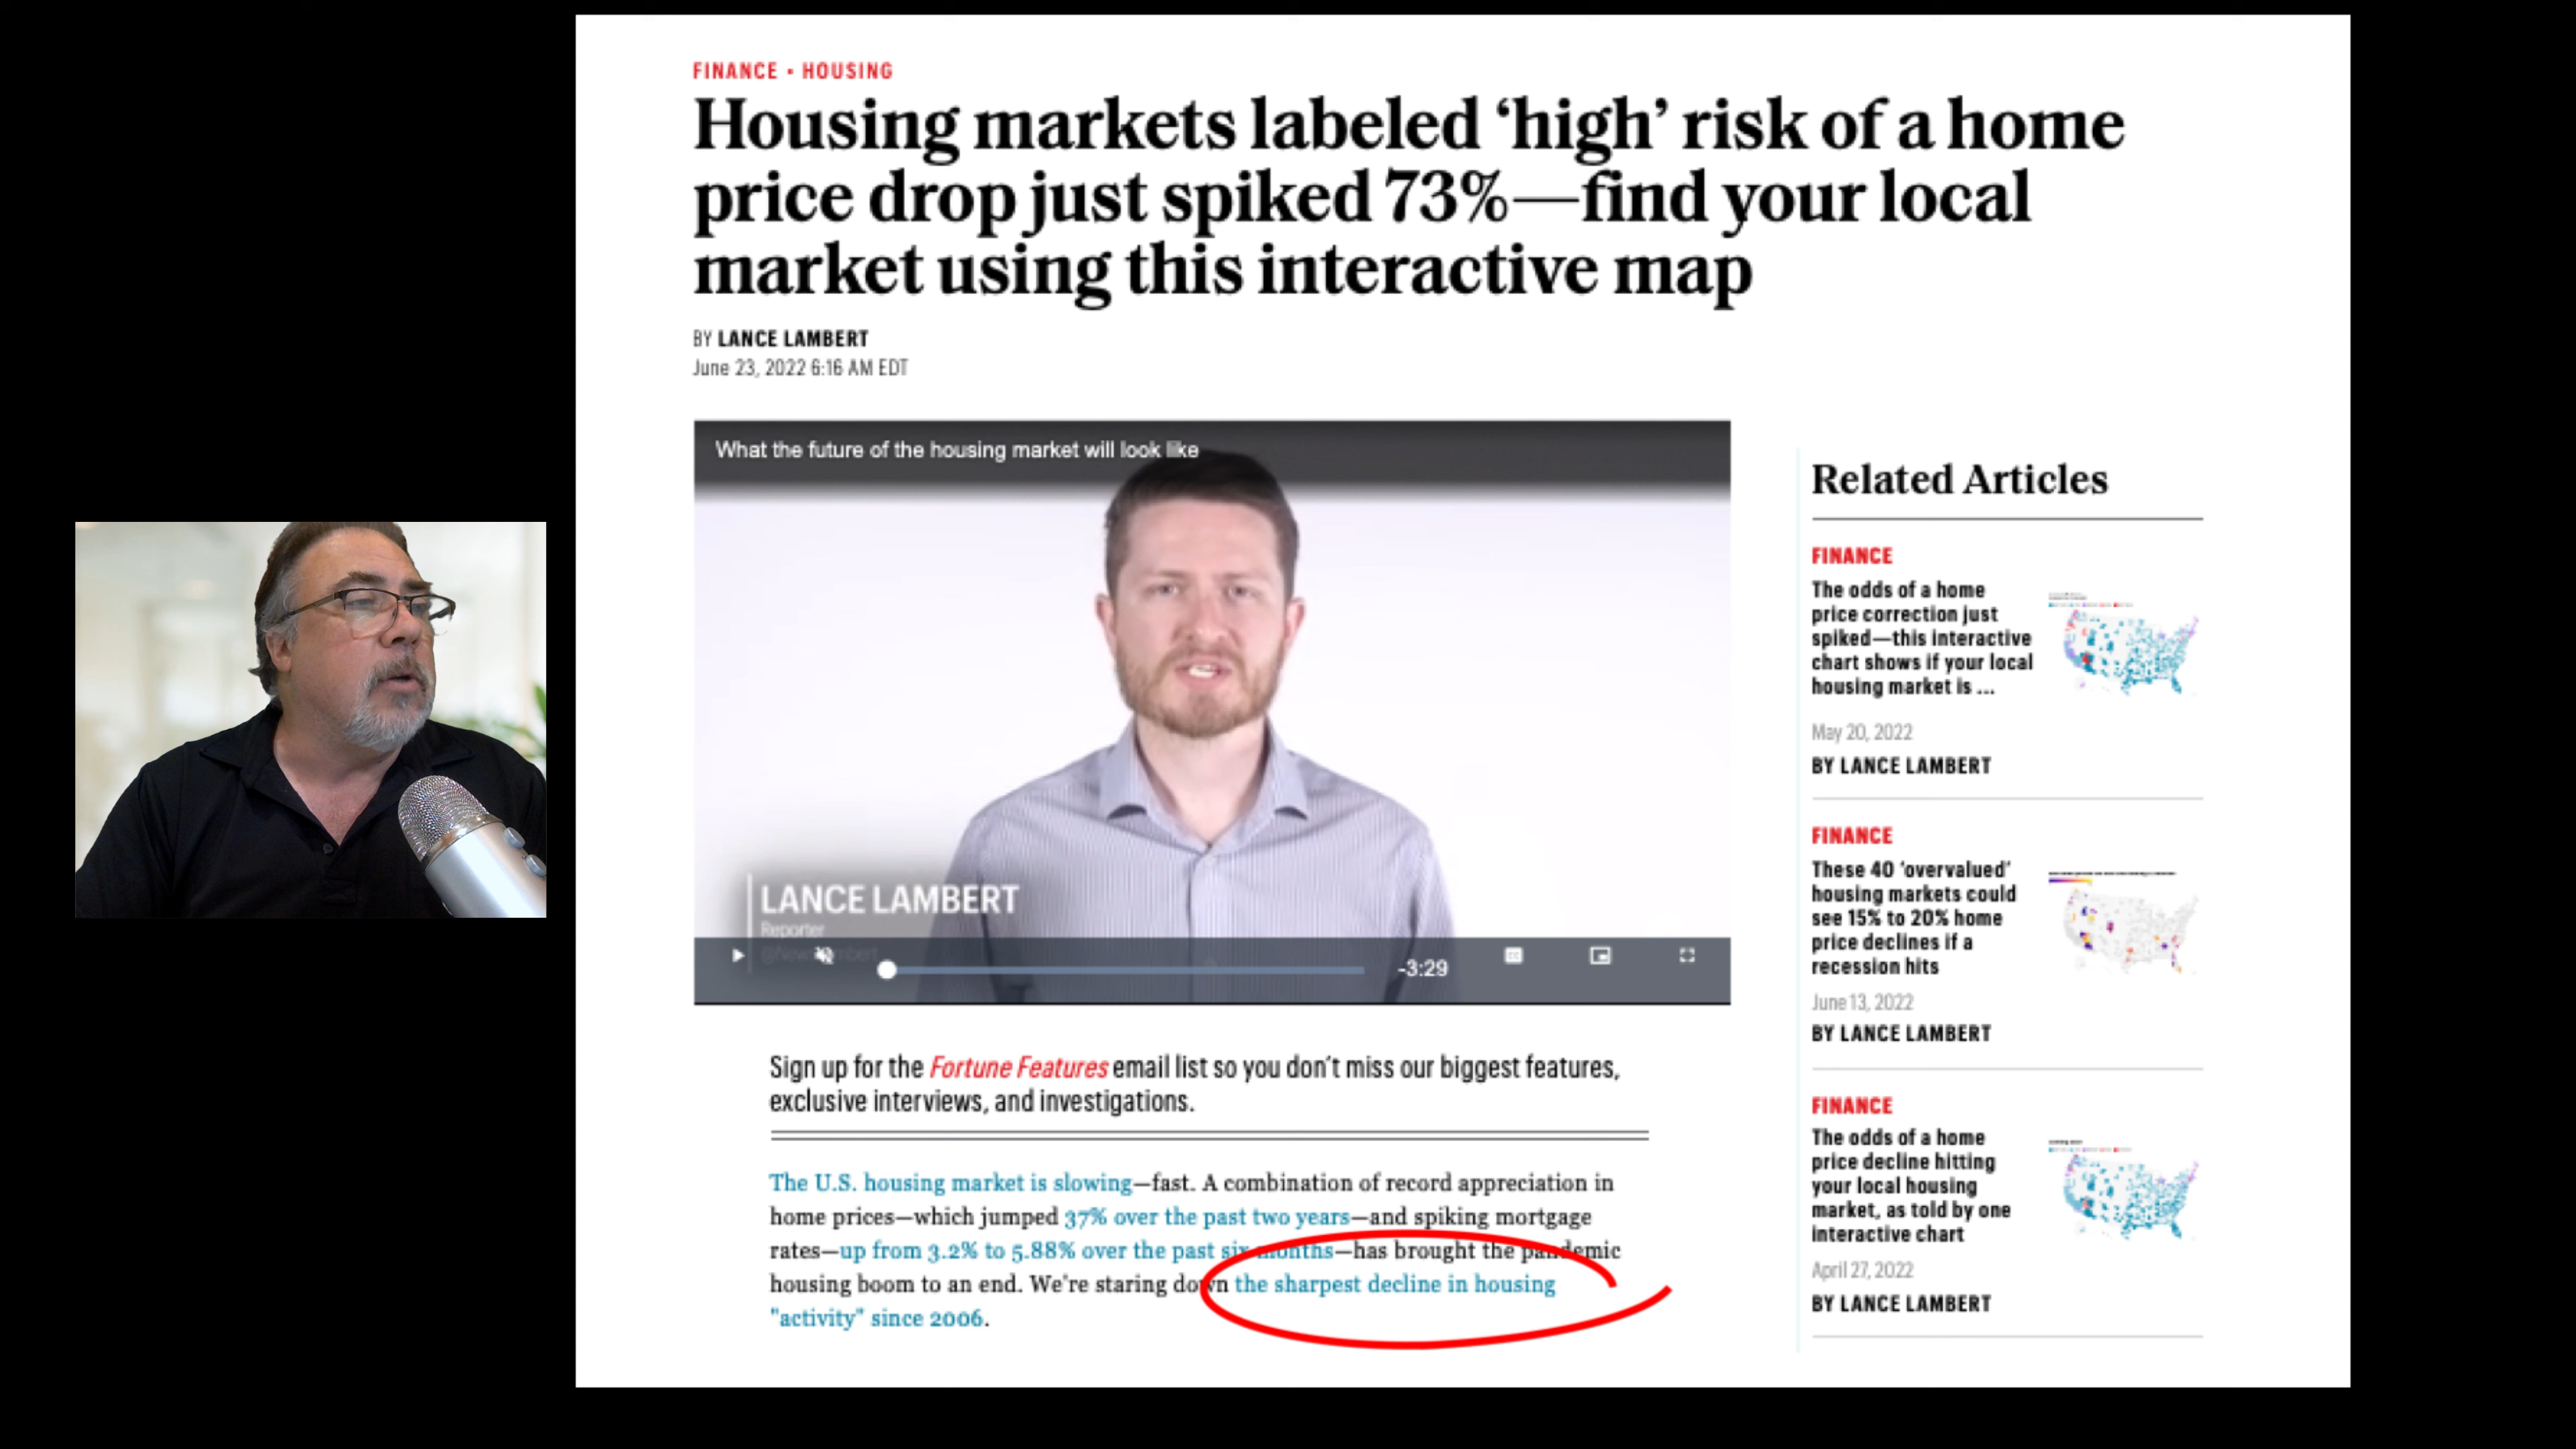 FINANCE • HOUSING
Housing markets labeled ‘high’ risk of a home
price drop just spiked 73%—find your local
market using this interactive map
BY LANCE LAMBERT
June 23, 2022 6:16 AM EDT
What the future of the housing market will look like
LANCE LAMBERT
Reporter
-3:29
Sign up for the Fortune Features email list so you don’t miss our biggest features,
exclusive interviews, and investigations.
The U.S. housing market is slowing—fast. A combination of record appreciation in
home prices—which jumped 37% over the past two years—and spiking mortgage
rates—up from 3.2% to 5.88% over the past six months—has brought the pandemic
housing boom to an end. We're staring down the sharpest decline in housing
"activity" since 2006.
Related Articles
FINANCE
The odds of a home
price correction just
spiked—this interactive
chart shows if your local
housing market is ...
May 20, 2022
BY LANCE LAMBERT
FINANCE
These 40 ‘overvalued’
housing markets could
see 15% to 20% home
price declines if a
recession hits
June 13, 2022
BY LANCE LAMBERT
FINANCE
The odds of a home
price decline hitting
your local housing
market, as told by one
interactive chart
April 27, 2022
BY LANCE LAMBERT